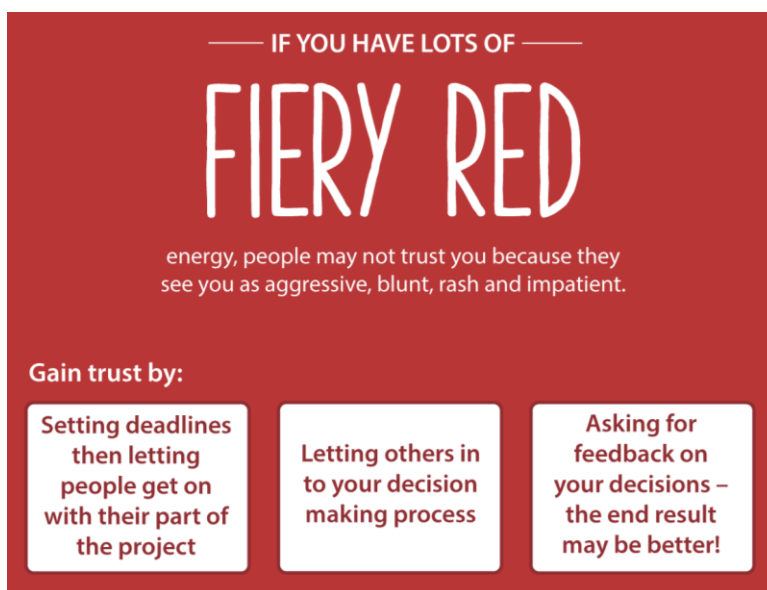 IF YOU HAVE LOTS OF
FIERY RED
energy, people may not trust you because they
see you as aggressive, blunt, rash and impatient.
Gain trust by:
Setting deadlines
then letting
people get on
with their part of
the project
Letting others in
to your decision
making process
Asking for
feedback on
your decisions –
the end result
may be better!